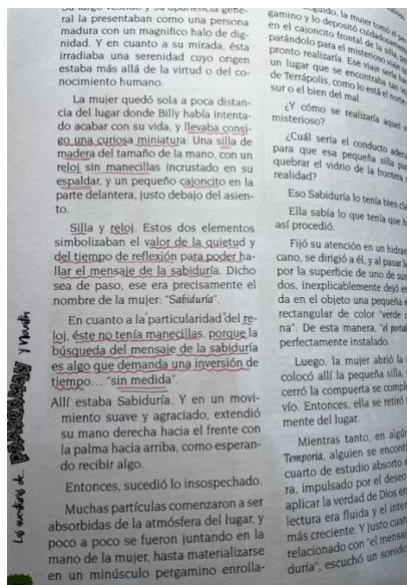 ral la presentaban como una persona
madura con un magnífico halo de dig-
nidad. Y en cuanto a su mirada, ésta
irradiaba una serenidad cuyo origen
estaba más allá de la virtud o del co-
nocimiento humano.
La mujer quedó sola a poca distan-
cia del lugar donde Billy había inten-
do acabar con su vida, y llevaba consi-
go una curiosa miniatura: Una silla de
madera del tamaño de la mano, con un
reloj sin manecillas incrustado en su
espaldar, y un pequeño cajoncito en la
parte delantera, justo debajo del asien-
to.
Silla y reloj. Estos dos elementos
simbolizaban el valor de la quietud y
del tiempo de reflexión para poder ha-
llar el mensaje de la sabiduría. Dicho
sea de paso, ese era precisamente el
nombre de la mujer: "Sabiduría".
En cuanto a la particularidad del re-
loj, éste no tenía manecillas, porque la
búsqueda del mensaje de la sabiduría
es algo que demanda una inversión de
tiempo... "sin medida".
Allí estaba Sabiduría. Y en un movi-
miento suave y agraciado, extendió
su mano derecha hacia el frente con
la palma hacia arriba, como esperan-
do recibir algo.
Entonces, sucedió lo insospechado.
Muchas partículas comenzaron a ser
absorbidas de la atmósfera del lugar, y
poco a poco se fueron juntando en la
mano de la mujer, hasta materializarse
en un minúsculo pergamino enrolla-
gamino y lo depositó
en el cajoncito frontal de la silla,
parándolo para el misterioso
pronto realizaría. Ese viaje sería
un lugar que se encontraba tan
de Terrápolis, como lo está el norte
sur o el bien del mal.
¿Y cómo se realizaría aquel
misterioso?
¿Cuál sería el conducto
para que esa pequeña silla
quebrar el vidrio de la frontera
realidad?
Eso Sabiduría lo tenía bien
Ella sabía lo que tenía que
así procedió.
Fijó su atención en un
cano, se dirigió a él, y al pasar
por la superficie de uno de sus
dos, inexplicablemente dejó
da en el objeto una pequeña
rectangular de color "verde
na". De esta manera, "el portal
perfectamente instalado.
Luego, la mujer abrió la
colocó allí la pequeña silla,
cerró la compuerta se
vío. Entonces, ella se retiró
mente del lugar.
Mientras tanto, en algún
Temporia, alguien se
cuarto de estudio absorto
ra, impulsado por el deseo
aplicar la verdad de Dios
lectura era fluida y el
más creciente. Y justo
relacionado con "el
duría", escuchó un sonido
Las aventuras de y Martín